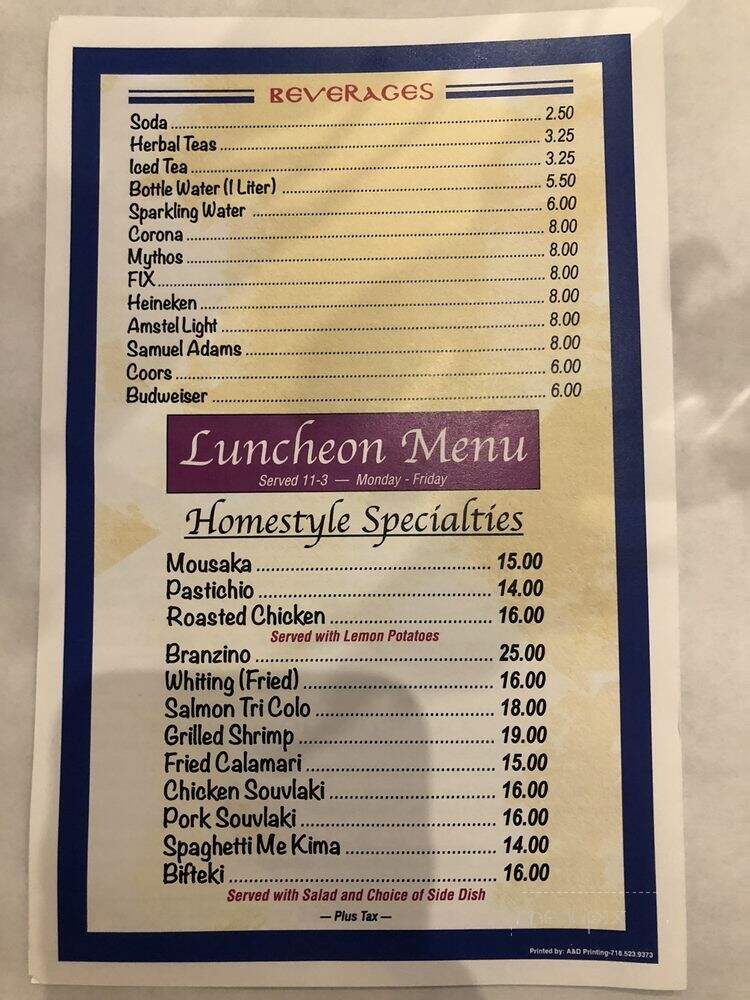 BEVERAGES
Soda 2.50
Herbal Teas 3.25
Iced Tea 3.25
Bottle Water (1 Liter) 5.50
Sparkling Water 6.00
Corona 8.00
Mythos 8.00
FIX 8.00
Heineken 8.00
Amstel Light 8.00
Samuel Adams 8.00
Coors 6.00
Budweiser 6.00
Luncheon Menu
Served 11-3 — Monday - Friday
Homestyle Specialties
Mousaka 15.00
Pastichio 14.00
Roasted Chicken 16.00
Served with Lemon Potatoes
Branzino 25.00
Whiting (Fried) 16.00
Salmon Tri Colo 18.00
Grilled Shrimp 19.00
Fried Calamari 15.00
Chicken Souvlaki 16.00
Pork Souvlaki 16.00
Spaghetti Me Kima 14.00
Bifteki 16.00
Served with Salad and Choice of Side Dish
— Plus Tax —
Printed by: A&D Printing-718.523.9373